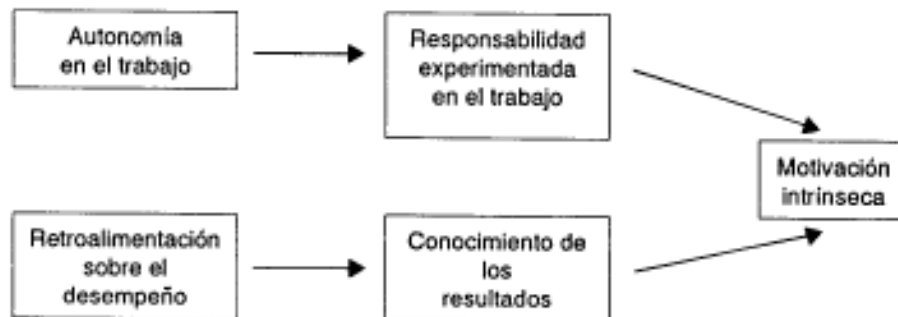 Autonomía
en el trabajo
Responsabilidad
experimentada
en el trabajo
Motivación
intrínseca
Retroalimentación
sobre el
desempeño
Conocimiento de
los
resultados